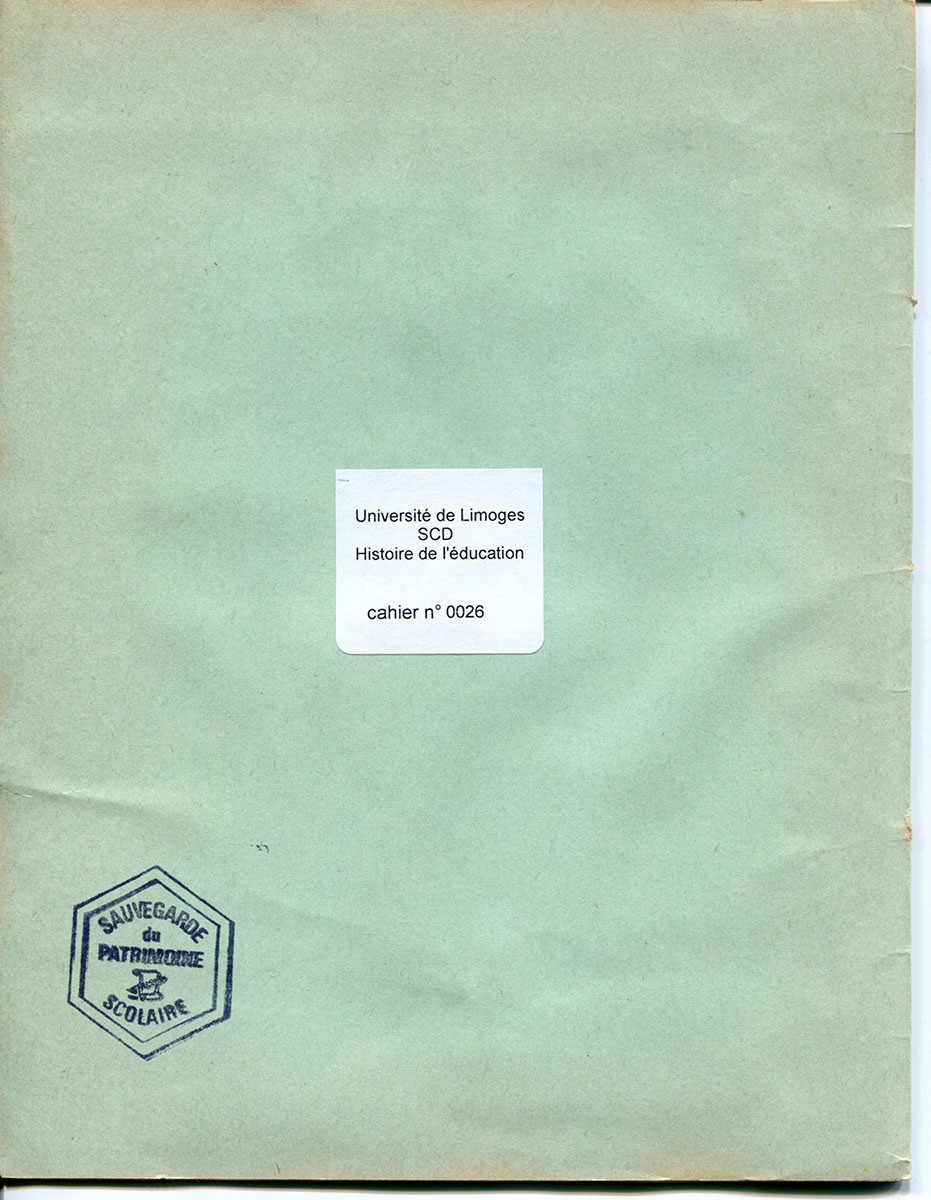 Université de Limoges
SCD
Histoire de l'éducation
cahier n° 0026
SAUVEGARDE
du
PATRIMOINE
SCOLAIRE